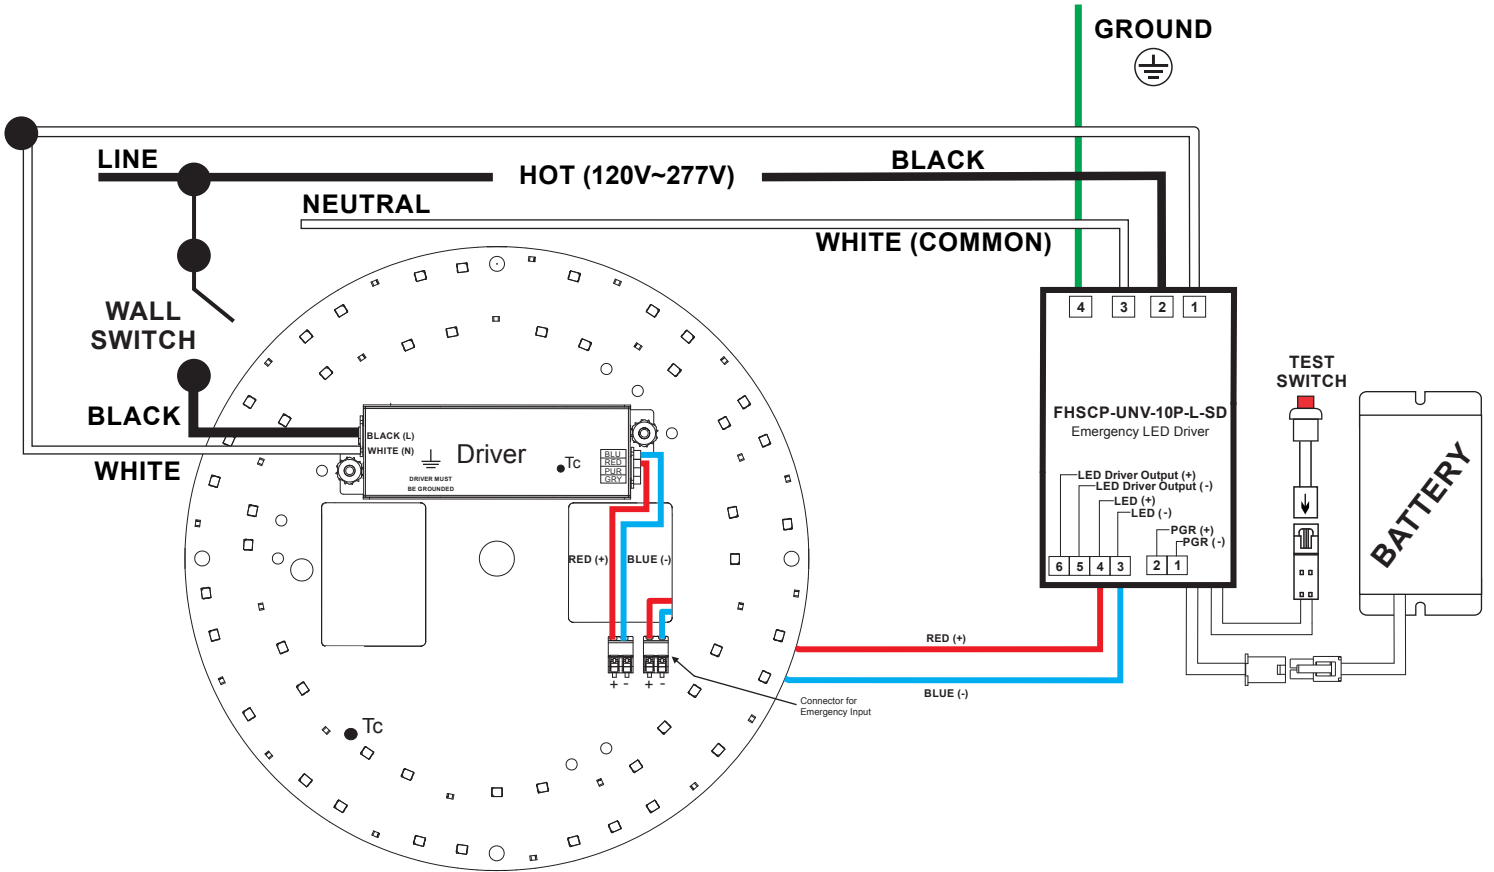 GROUND
LINE
HOT (120V~277V)
BLACK
NEUTRAL
WHITE (COMMON)
WALL
SWITCH
BLACK
WHITE
BLACK (L)
WHITE (N)
DRIVER MUST
BE GROUNDED
Driver
Tc
BLU
RED
PUR
GRY
RED (+)
BLUE (-)
+ - + -
Connector for
Emergency Input
Tc
4 3 2 1
FHSCP-UNV-10P-L-SD
Emergency LED Driver
LED Driver Output (+)
LED Driver Output (-)
LED (+)
LED (-)
PGR (+)
PGR (-)
6 5 4 3 2 1
RED (+)
BLUE (-)
TEST
SWITCH
BATTERY